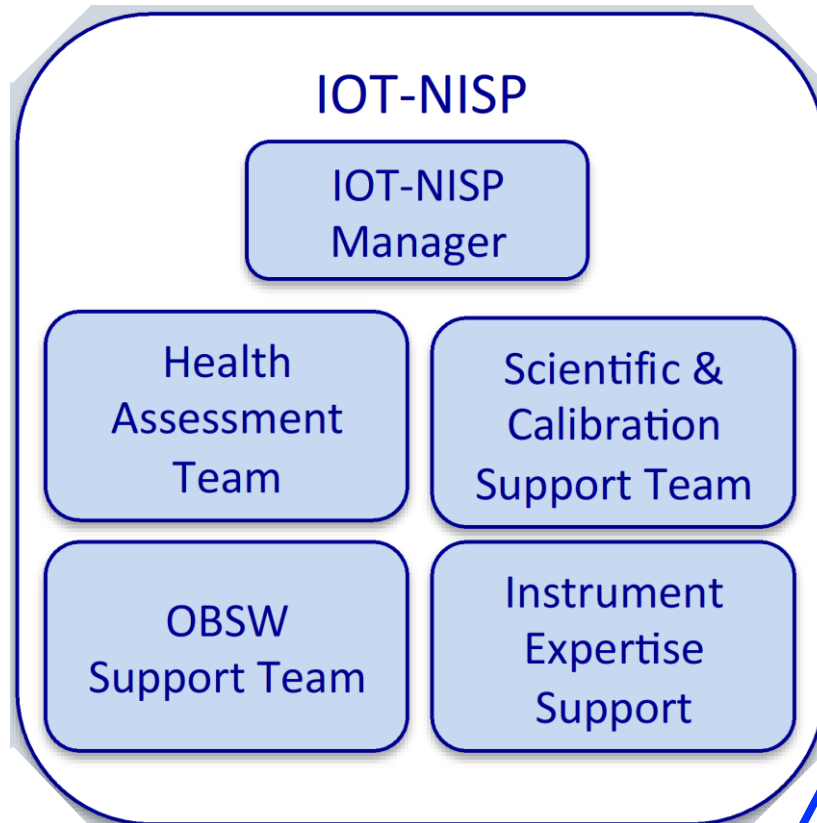 IOT-NISP
IOT-NISP
Manager
Health
Assessment
Team
Scientific &
Calibration
Support Team
OBSW
Support Team
Instrument
Expertise
Support